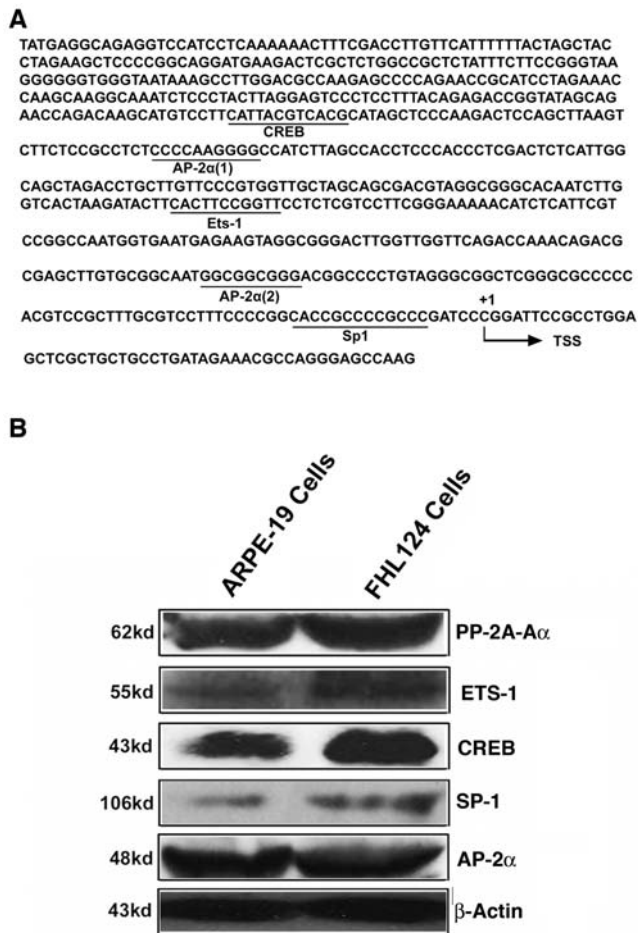 A
TATGAGGCAGAGGTCCATCCTCAAAAAACTTTCGACCTTGTTCATTTTTTACTAGCTAC
CTAGAAGCTCCCCGGCAGGATGAAGACTCGCTCTGGCCGCTCTATTTCTTCCGGGTAA
GGGGGGTGGGTAATAAAGCCTTGGACGCCAAGAGCCCCAGAACCGCATCCTAGAAAC
CAAGCAAGGCAAATCTCCCTACTTAGGAGTCCCTCCTTTACAGAGACCGGTATAGCAG
AACCAGACAAGCATGTCCTTCATTACGTCACGCATAGCTCCCAAGACTCCAGCTTAAGT
CREB
CTTCTCCGCCTCTCCCCAAGGGGCCATCTTAGCCACCTCCCACCCTCGACTCTCATTGG
AP-2α(1)
CAGCTAGACCTGCTTGTTCCCGTGGTTGCTAGCAGCGACGTAGGCGGGCACAATCTTG
GTCACTAAGATACTTCACTTCCGGTTCCTCTCGTCCTTCGGGAAAAACATCTCATTCGT
Ets-1
CCGGCCAATGGTGAATGAGAAGTAGGCGGGACTTGGTTGGTTCAGACCAAACAGACG
CGAGCTTGTGCGGCAATGGCGGCGGGACGGCCCCTGTAGGGCGGCTCGGGCGCCCCC
AP-2α(2)
+1
ACGTCCGCTTTGCGTCCTTTCCCCGGCACCGCCCCGCCCGATCCCGGATTCCGCCTGGA
Sp1
TSS
GCTCGCTGCTGCCTGATAGAAACGCCAGGGAGCCAAG
B
ARPE-19 Cells
FHL124 Cells
62kd
PP-2A-Aα
55kd
ETS-1
43kd
CREB
106kd
SP-1
48kd
AP-2α
43kd
β-Actin